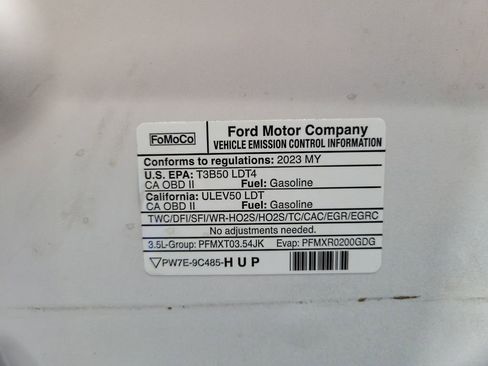 FoMoCo
Ford Motor Company
VEHICLE EMISSION CONTROL INFORMATION
Conforms to regulations: 2023 MY
U.S. EPA: T3B50 LDT4
CA OBD II Fuel: Gasoline
California: ULEV50 LDT
CA OBD II Fuel: Gasoline
TWC/DFI/SFI/WR-HO2S/HO2S/TC/CAC/EGR/EGRC
No adjustments needed.
3.5L-Group: PFMXT03.54JK Evap: PFMXR0200GDG
PW7E-9C485-HUP